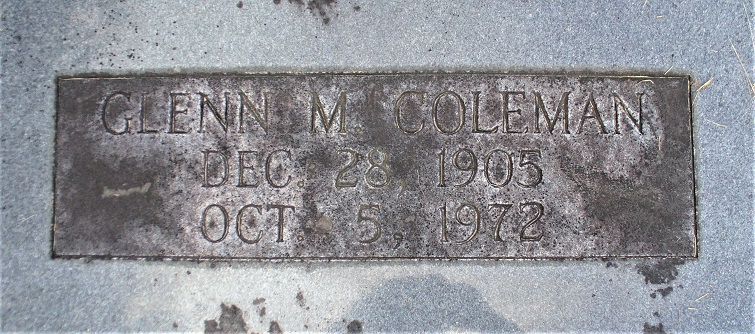 GLENN M. COLEMAN
DEC. 28, 1905
OCT. 5, 1972